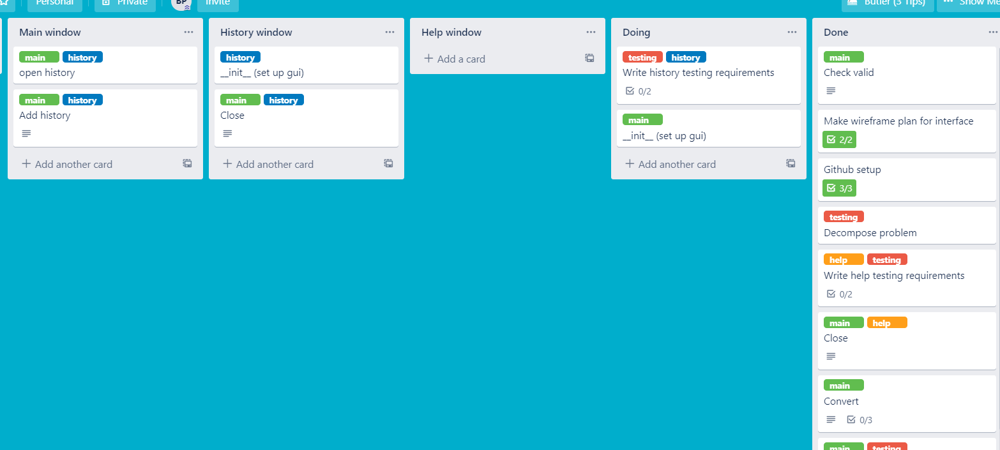 Personal
Private
BP
Invite
Butler (3 Tips)
Show Me
Main window
main history
open history
main history
Add history
Add another card
History window
history
__init__ (set up gui)
main history
Close
Add another card
Help window
Add a card
Doing
testing history
Write history testing requirements
0/2
main
__init__ (set up gui)
Add another card
Done
main
Check valid
Make wireframe plan for interface
2/2
Github setup
3/3
testing
Decompose problem
help testing
Write help testing requirements
0/2
main help
Close
main
Convert
0/3
main testing